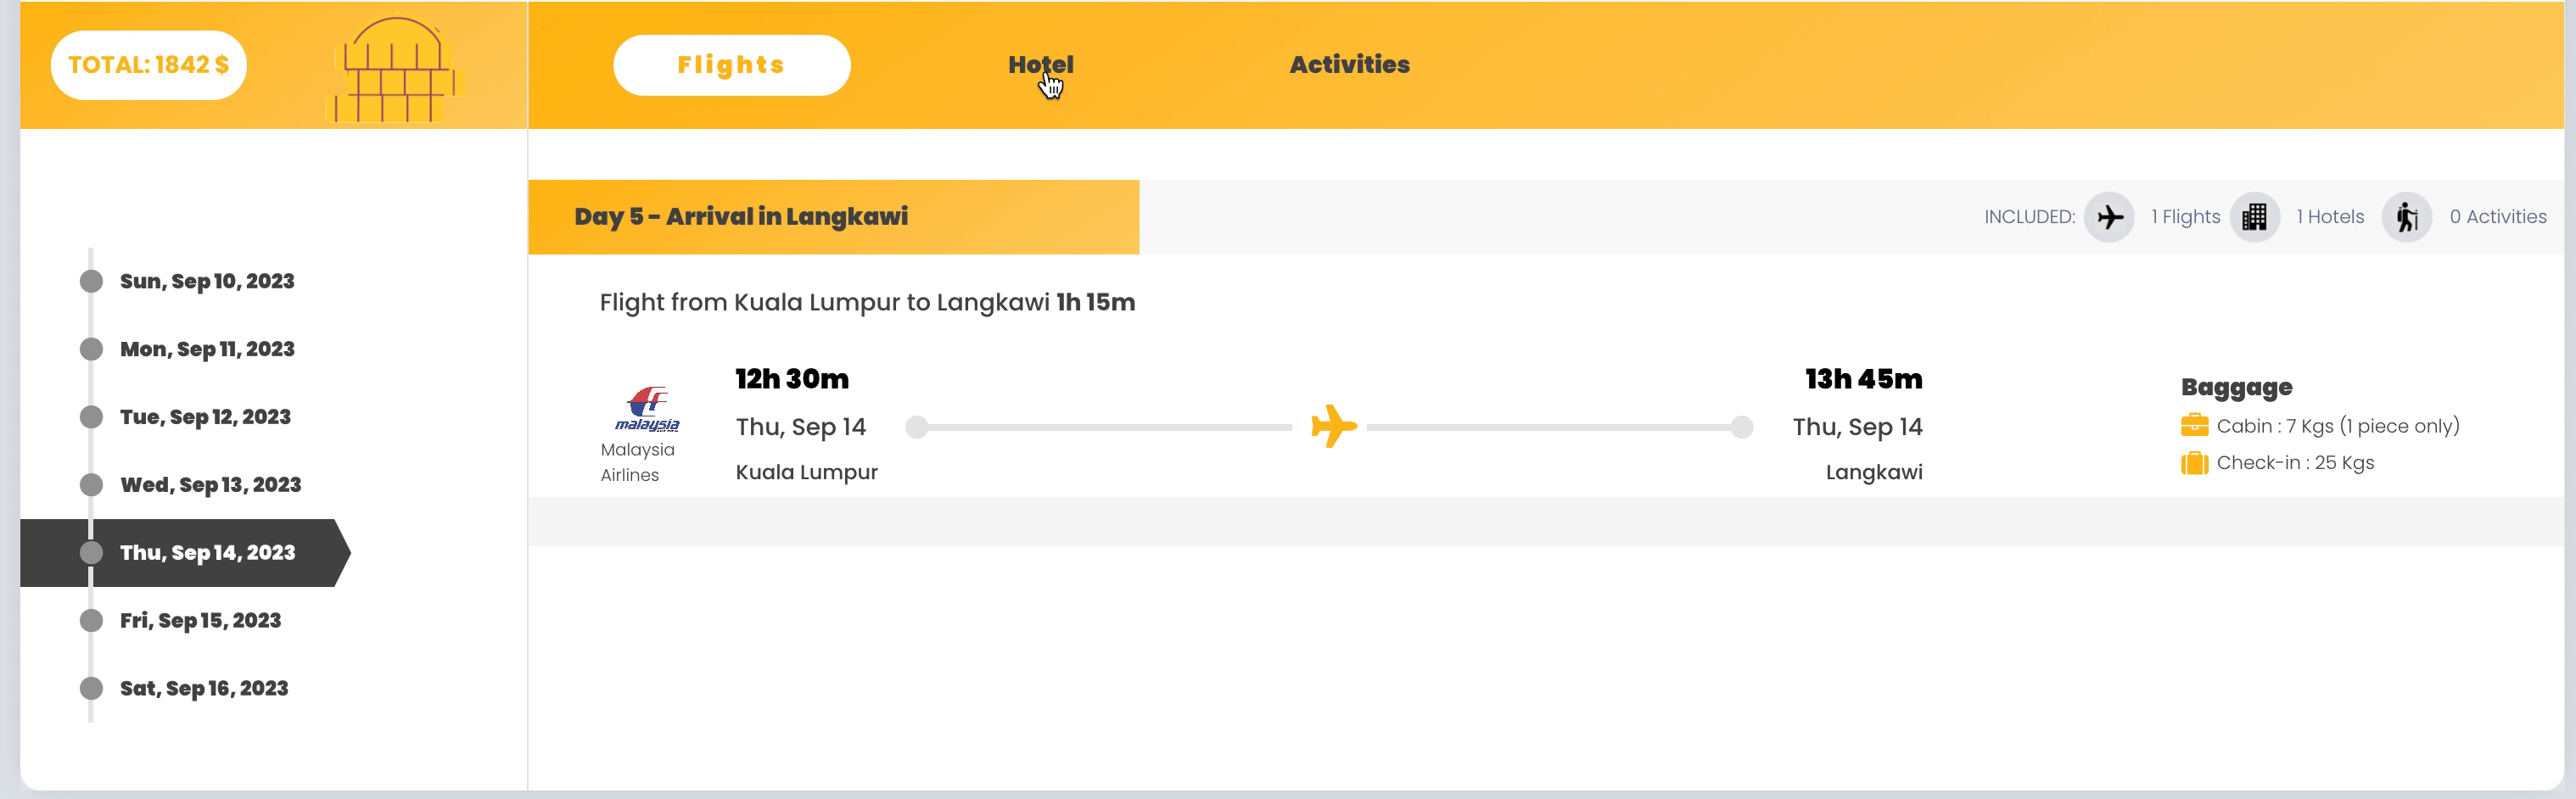 TOTAL: 1842 $
Flights
Hotel
Activities
Sun, Sep 10, 2023
Mon, Sep 11, 2023
Tue, Sep 12, 2023
Wed, Sep 13, 2023
Thu, Sep 14, 2023
Fri, Sep 15, 2023
Sat, Sep 16, 2023
Day 5 - Arrival in Langkawi
INCLUDED: 1 Flights 1 Hotels 0 Activities
Flight from Kuala Lumpur to Langkawi 1h 15m
malaysia
Malaysia
Airlines
12h 30m
Thu, Sep 14
Kuala Lumpur
13h 45m
Thu, Sep 14
Langkawi
Baggage
Cabin : 7 Kgs (1 piece only)
Check-in : 25 Kgs